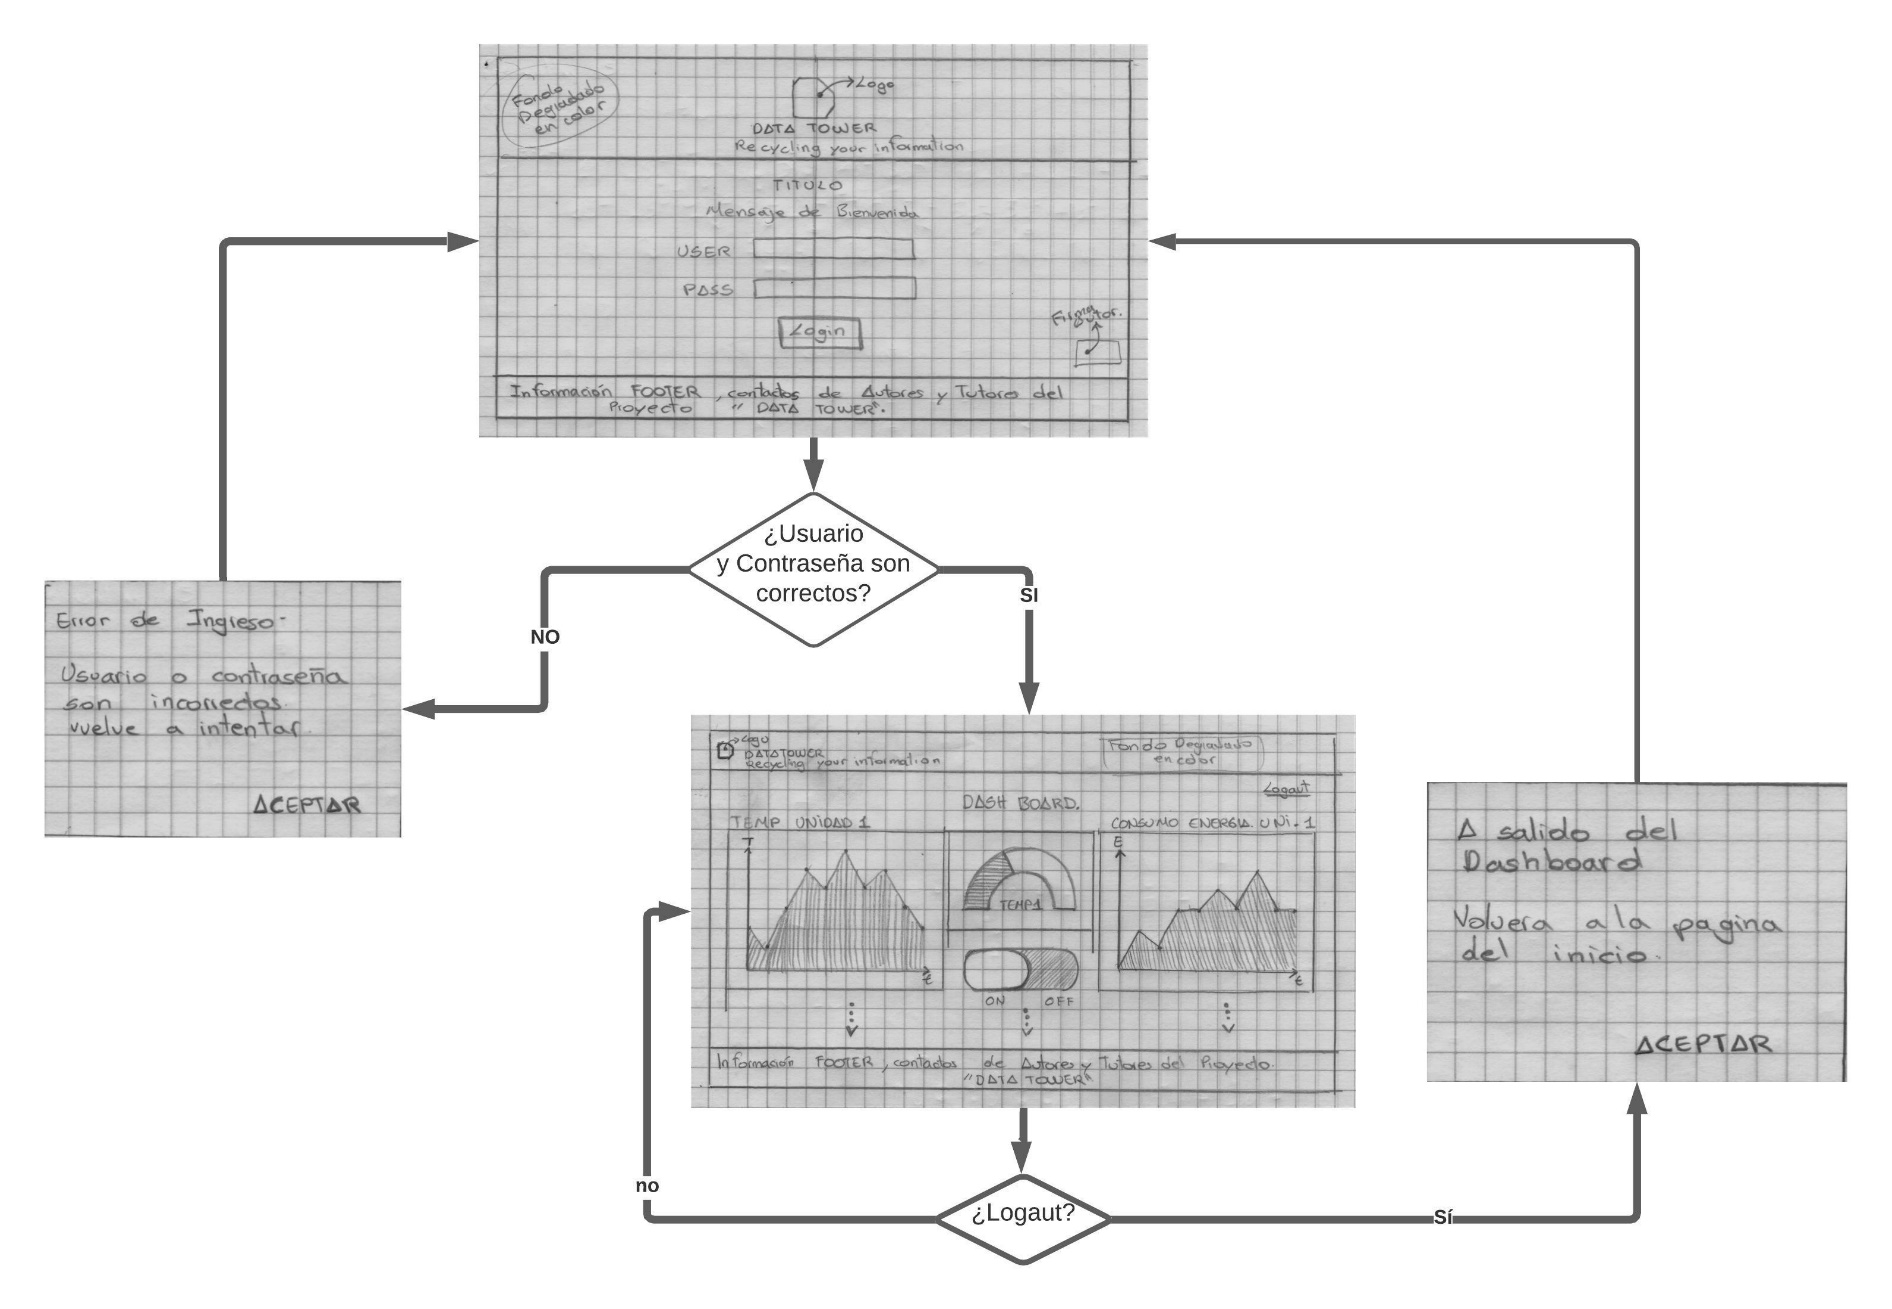 Fondo
Degradado
en color
Logo
DATA TOWER
Recycling your information
TITULO
Mensaje de Bienvenida
USER
PASS
Login
Firma
Información FOOTER, contactos de Autores y Tutores del
Proyecto "DATA TOWER".
¿Usuario
y Contraseña son
correctos?
NO
SI
Error de Ingreso.
Usuario o contraseña
son incorrectos.
vuelve a intentar.
ACEPTAR
Logo
DATA TOWER
Recycling your information
Fondo Degradado
en color
Logaut
DASH BOARD.
TEMP UNIDAD 1
CONSUMO ENERGIA. UNI-1
T
t
TEMP1
ON OFF
E
t
Información FOOTER, contactos de Autores y Tutores del Proyecto.
"DATA TOWER"
A salido del
Dashboard
Volvera a la pagina
del inicio.
ACEPTAR
¿Logaut?
no
Sí